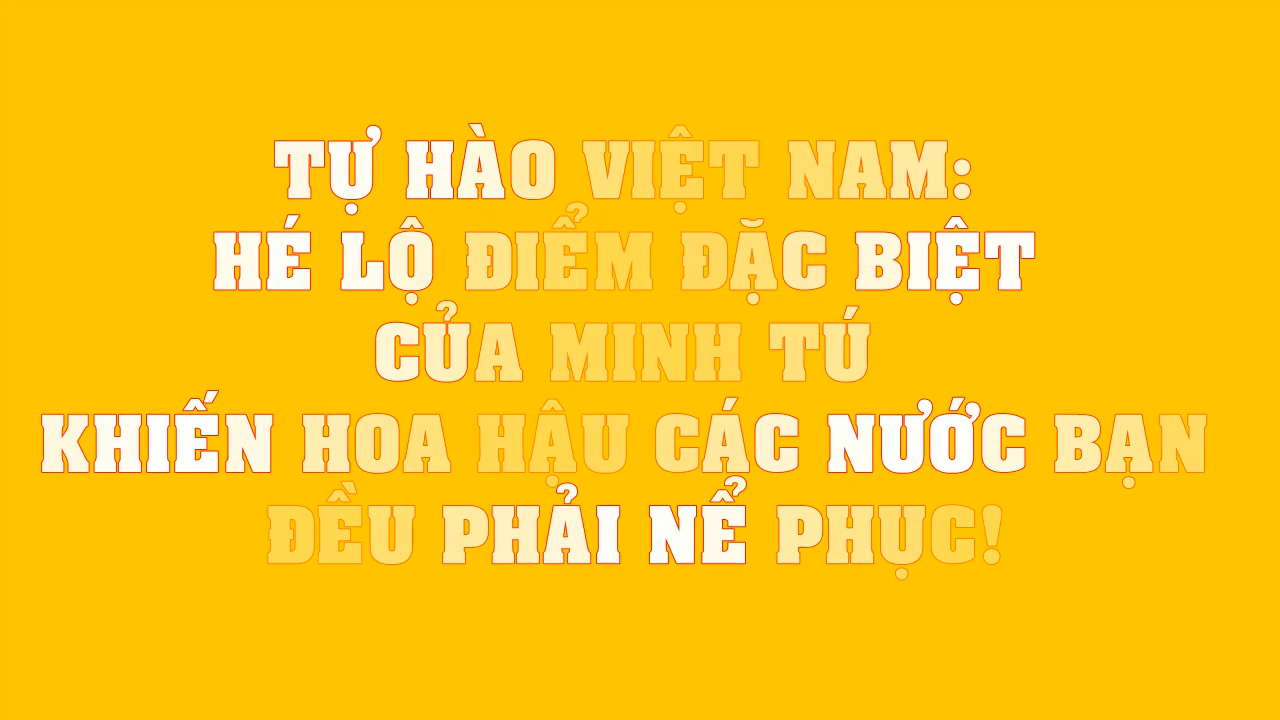 TỰ HÀO VIỆT NAM:
HÉ LỘ ĐIỂM ĐẶC BIỆT
CỦA MINH TÚ
KHIẾN HOA HẬU CÁC NƯỚC BẠN
ĐỀU PHẢI NỂ PHỤC!